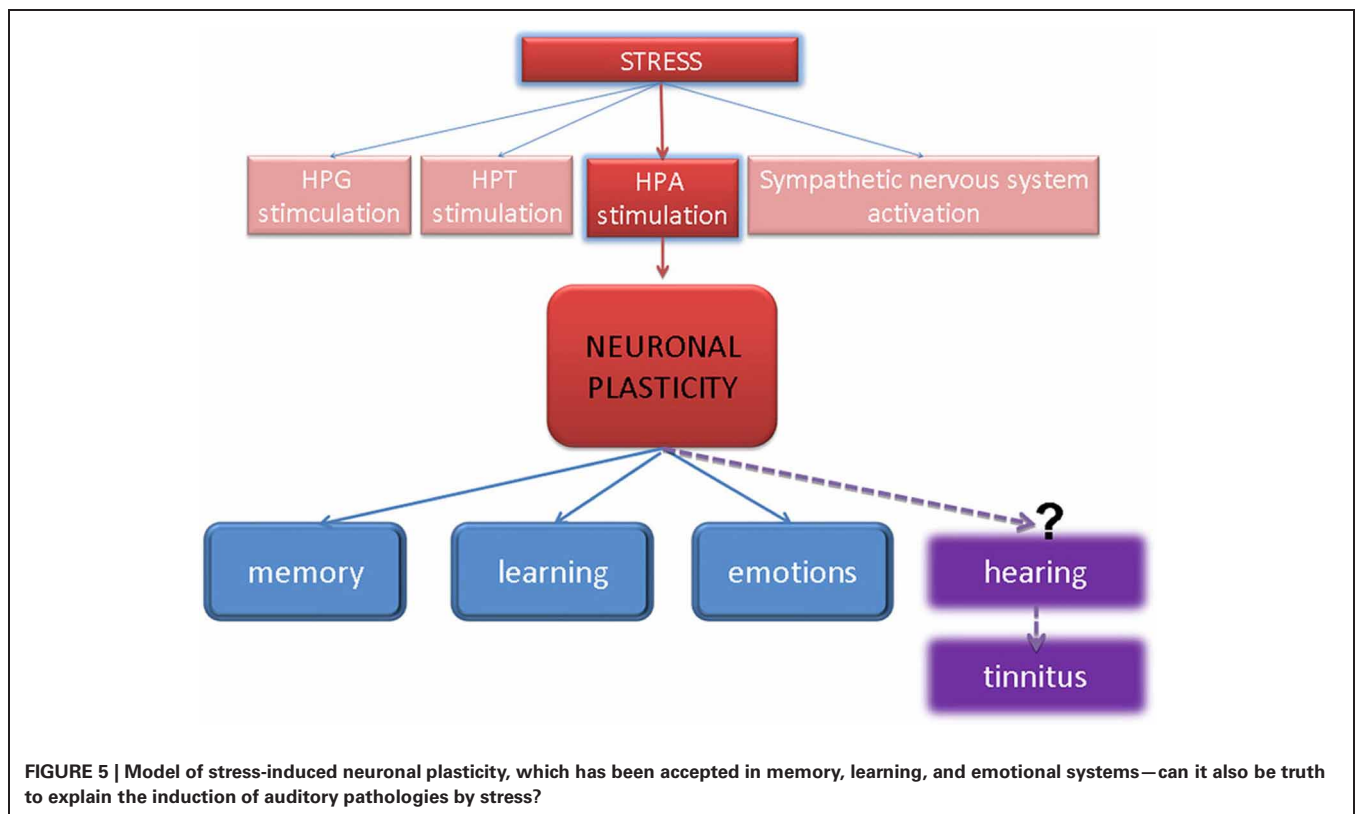 STRESS
HPG
stimculation
HPT
stimulation
HPA
stimulation
Sympathetic nervous system
activation
NEURONAL
PLASTICITY
memory
learning
emotions
?
hearing
tinnitus
FIGURE 5 | Model of stress-induced neuronal plasticity, which has been accepted in memory, learning, and emotional systems—can it also be truth
to explain the induction of auditory pathologies by stress?